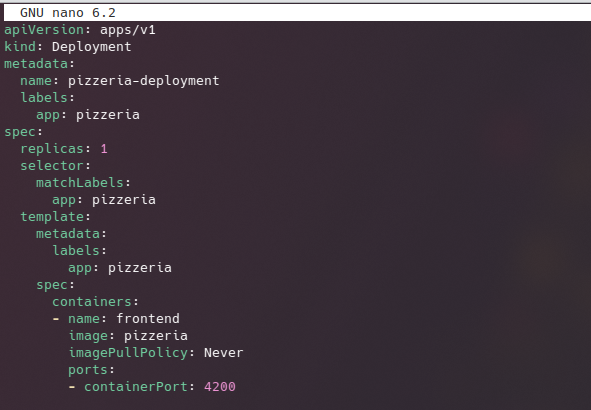 GNU nano 6.2
apiVersion: apps/v1
kind: Deployment
metadata:
  name: pizzeria-deployment
  labels:
    app: pizzeria
spec:
  replicas: 1
  selector:
    matchLabels:
      app: pizzeria
  template:
    metadata:
      labels:
        app: pizzeria
    spec:
      containers:
      - name: frontend
        image: pizzeria
        imagePullPolicy: Never
        ports:
        - containerPort: 4200